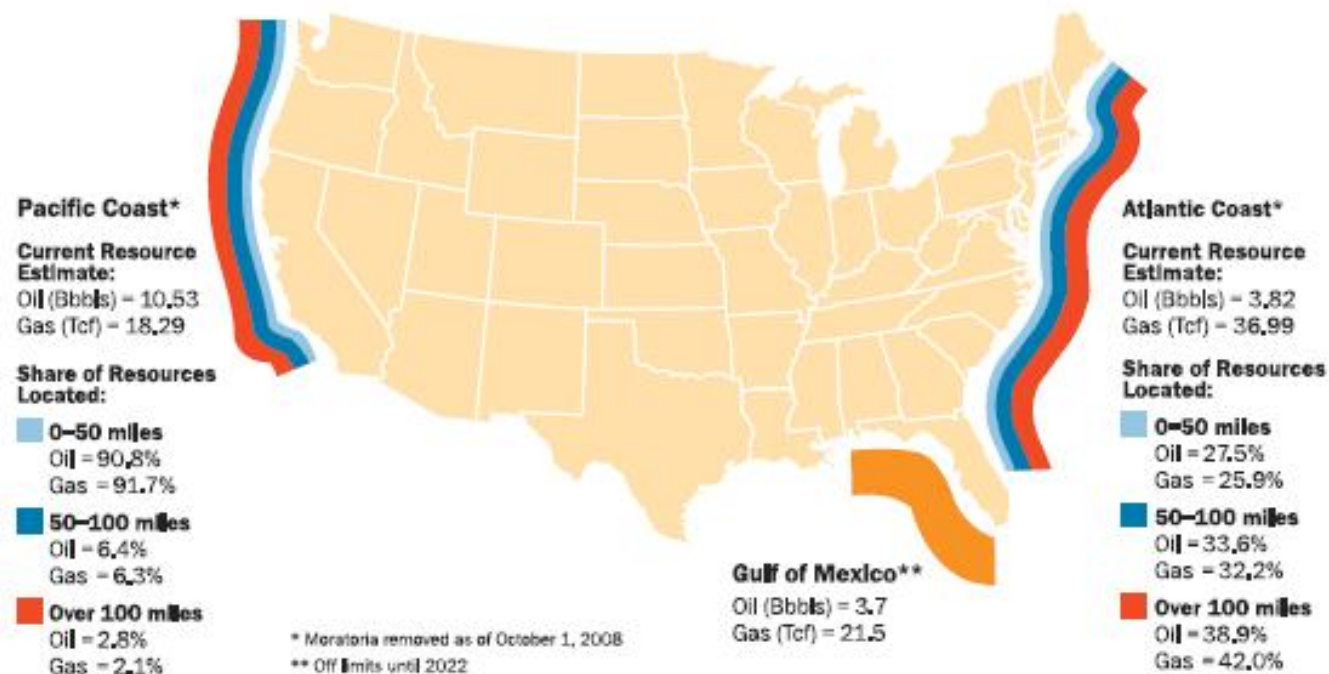 Pacific Coast*
Current Resource
Estimate:
Oil (Bbbls) = 10.53
Gas (Tcf) = 18.29
Share of Resources
Located:
0–50 miles
Oil = 90.8%
Gas = 91.7%
50–100 miles
Oil = 6.4%
Gas = 6.3%
Over 100 miles
Oil = 2.8%
Gas = 2.1%
* Moratoria removed as of October 1, 2008
** Off limits until 2022
Gulf of Mexico**
Oil (Bbbls) = 3.7
Gas (Tcf) = 21.5
Atlantic Coast*
Current Resource
Estimate:
Oil (Bbbls) = 3.82
Gas (Tcf) = 36.99
Share of Resources
Located:
0–50 miles
Oil = 27.5%
Gas = 25.9%
50–100 miles
Oil = 33.6%
Gas = 32.2%
Over 100 miles
Oil = 38.9%
Gas = 42.0%